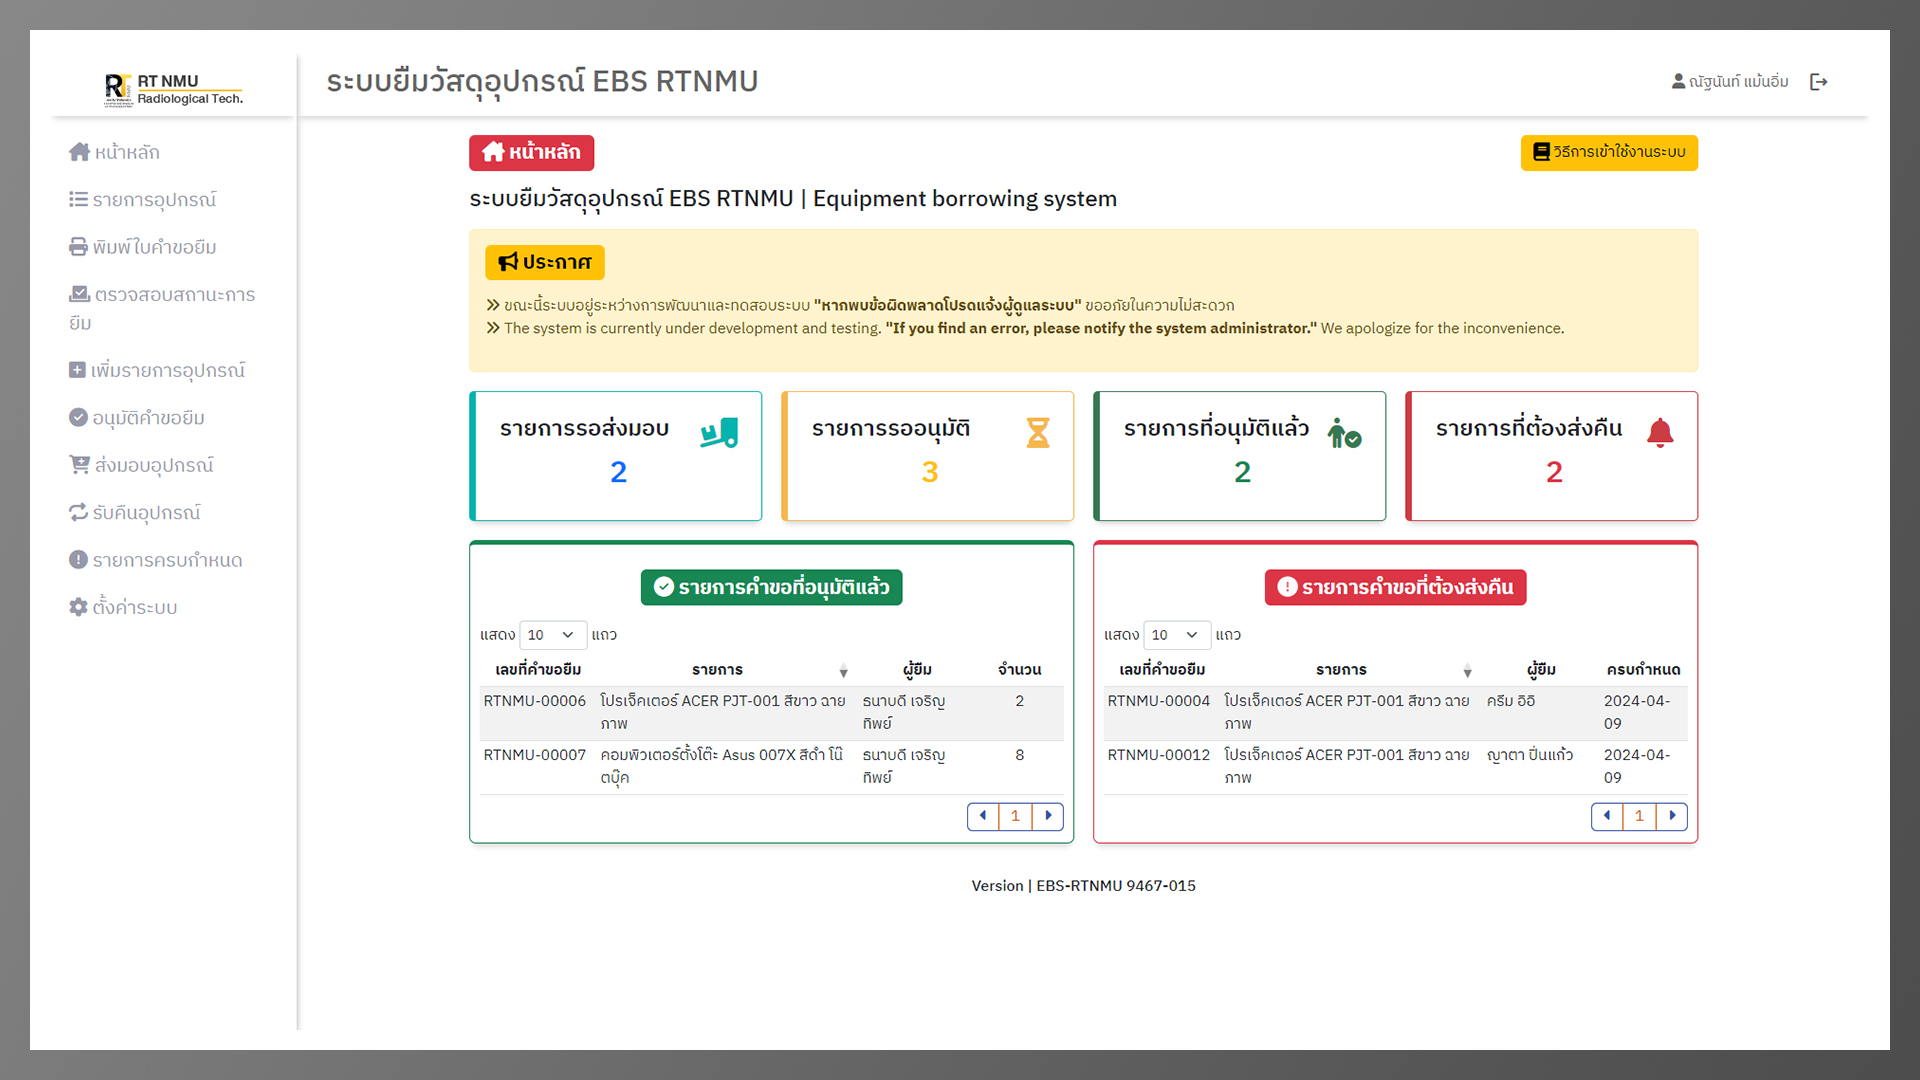 RT NMU
Radiological Tech.
ระบบยืมวัสดุอุปกรณ์ EBS RTNMU
ณัฐนันท์ แม้นอิ่ม
หน้าหลัก
รายการอุปกรณ์
พิมพ์ใบคำขอยืม
ตรวจสอบสถานะการ
ยืม
เพิ่มรายการอุปกรณ์
อนุมัติคำขอยืม
ส่งมอบอุปกรณ์
รับคืนอุปกรณ์
รายการครบกำหนด
ตั้งค่าระบบ
หน้าหลัก
วิธีการเข้าใช้งานระบบ
ระบบยืมวัสดุอุปกรณ์ EBS RTNMU | Equipment borrowing system
ประกาศ
ขณะนี้ระบบอยู่ระหว่างการพัฒนาและทดสอบระบบ "หากพบข้อผิดพลาดโปรดแจ้งผู้ดูแลระบบ" ขออภัยในความไม่สะดวก
The system is currently under development and testing. "If you find an error, please notify the system administrator." We apologize for the inconvenience.
รายการรอส่งมอบ
2
รายการรออนุมัติ
3
รายการที่อนุมัติแล้ว
2
รายการที่ต้องส่งคืน
2
รายการคำขอที่อนุมัติแล้ว
แสดง 10 แถว
เลขที่คำขอยืม รายการ ผู้ยืม จำนวน
RTNMU-00006 โปรเจ็คเตอร์ ACER PJT-001 สีขาว ฉาย ธนาบดี เจริญ 2
ภาพ ทิพย์
RTNMU-00007 คอมพิวเตอร์ตั้งโต๊ะ Asus 007X สีดำ โน๊ ธนาบดี เจริญ 8
ตบุ๊ค ทิพย์
1
รายการคำขอที่ต้องส่งคืน
แสดง 10 แถว
เลขที่คำขอยืม รายการ ผู้ยืม ครบกำหนด
RTNMU-00004 โปรเจ็คเตอร์ ACER PJT-001 สีขาว ฉาย ครีม อิอิ 2024-04-
ภาพ 09
RTNMU-00012 โปรเจ็คเตอร์ ACER PJT-001 สีขาว ฉาย ญาตา ปิ่นแก้ว 2024-04-
ภาพ 09
1
Version | EBS-RTNMU 9467-015